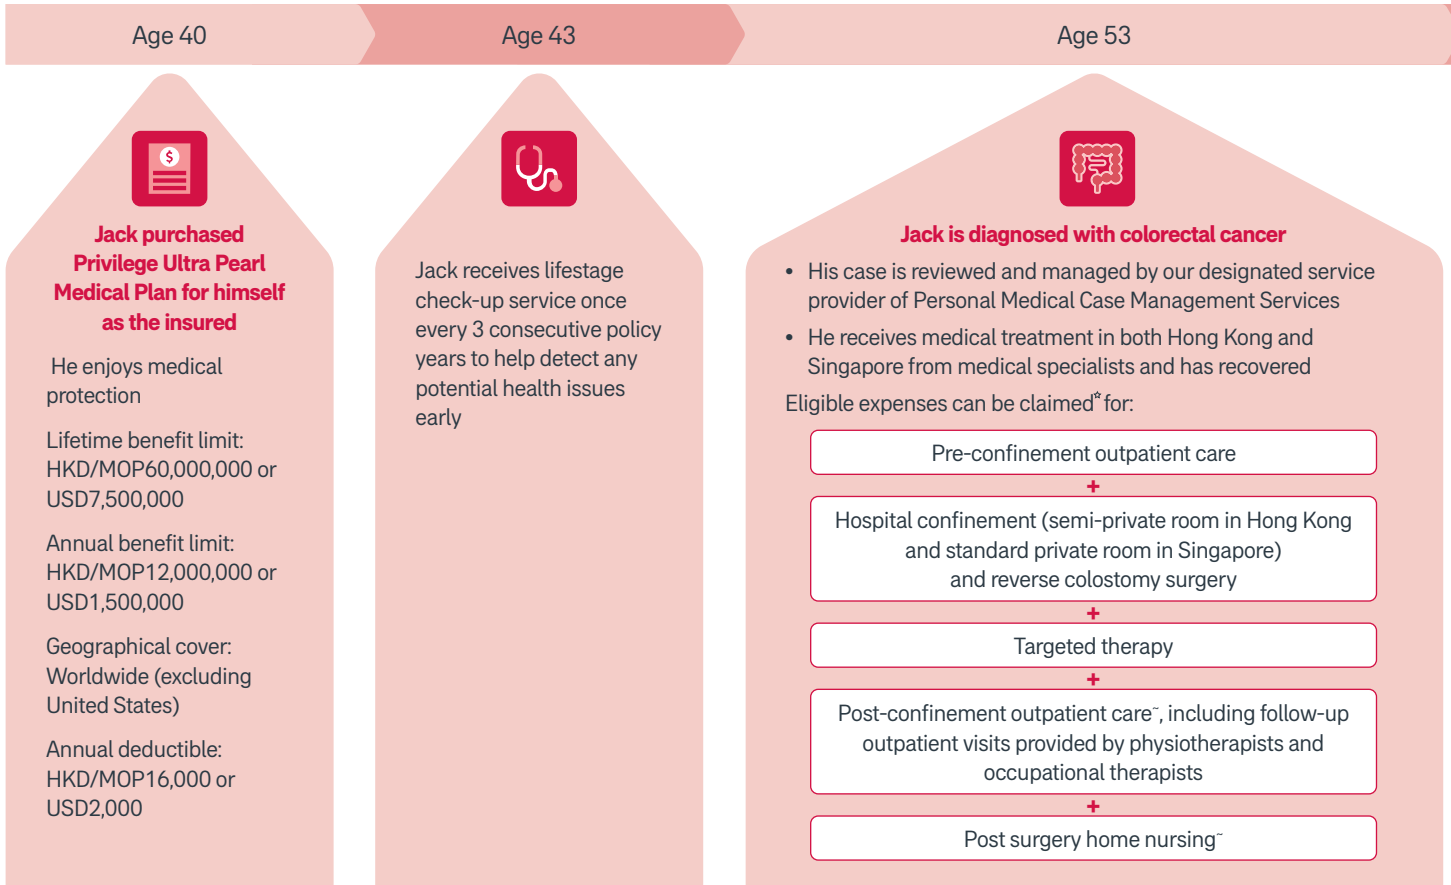 Age 40
Age 43
Age 53
$
Jack purchased
Privilege Ultra Pearl
Medical Plan for himself
as the insured
He enjoys medical
protection
Lifetime benefit limit:
HKD/MOP60,000,000 or
USD7,500,000
Annual benefit limit:
HKD/MOP12,000,000 or
USD1,500,000
Geographical cover:
Worldwide (excluding
United States)
Annual deductible:
HKD/MOP16,000 or
USD2,000
Jack receives lifestage
check-up service once
every 3 consecutive policy
years to help detect any
potential health issues
early
Jack is diagnosed with colorectal cancer
• His case is reviewed and managed by our designated service
provider of Personal Medical Case Management Services
• He receives medical treatment in both Hong Kong and
Singapore from medical specialists and has recovered
Eligible expenses can be claimed☆ for:
Pre-confinement outpatient care
+
Hospital confinement (semi-private room in Hong Kong
and standard private room in Singapore)
and reverse colostomy surgery
+
Targeted therapy
+
Post-confinement outpatient care~, including follow-up
outpatient visits provided by physiotherapists and
occupational therapists
+
Post surgery home nursing~